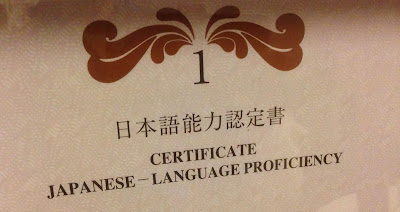 1
日本語能力認定書
CERTIFICATE
JAPANESE－LANGUAGE PROFICIENCY